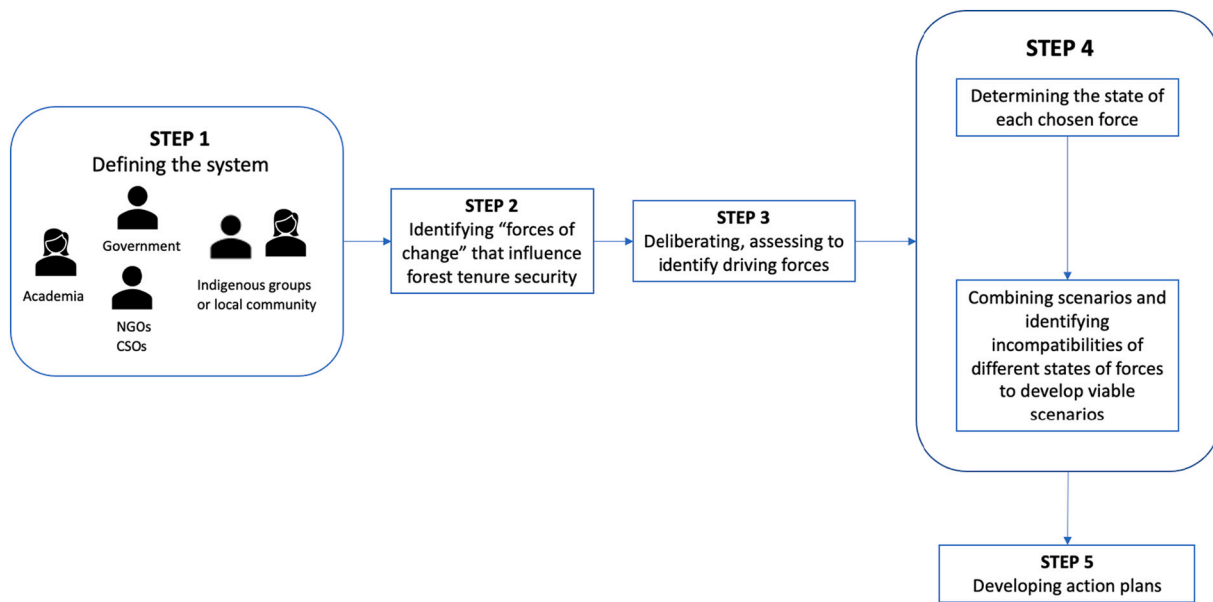 STEP 1
Defining the system
Government
Academia
NGOs
CSOs
Indigenous groups
or local community
STEP 2
Identifying “forces of
change” that influence
forest tenure security
STEP 3
Deliberating, assessing to
identify driving forces
STEP 4
Determining the state of
each chosen force
Combining scenarios and
identifying
incompatibilities of
different states of forces
to develop viable
scenarios
STEP 5
Developing action plans